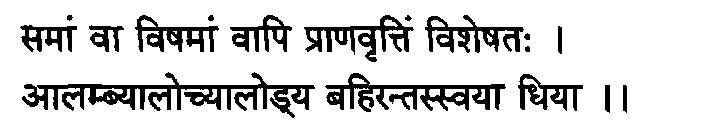 समां वा विषमां वापि प्राणवृत्तिं विशेषतः ।
आलम्ब्यालोच्यालोड्य बहिरन्तस्स्वया धिया ।।